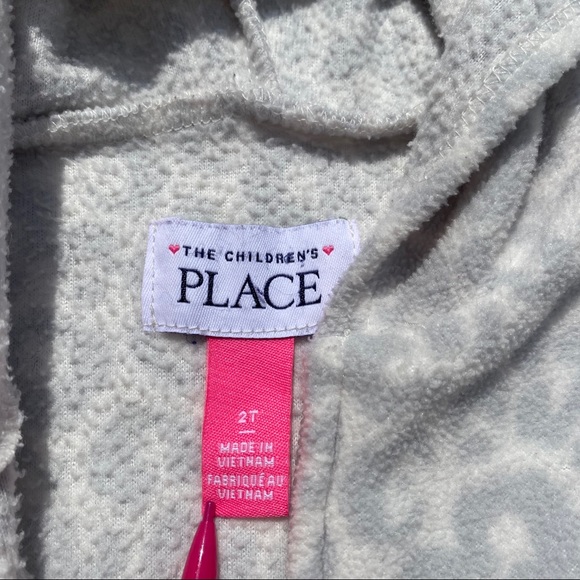 THE CHILDREN'S
PLACE
2T
MADE IN
VIETNAM
FABRIQUÉ AU
VIETNAM